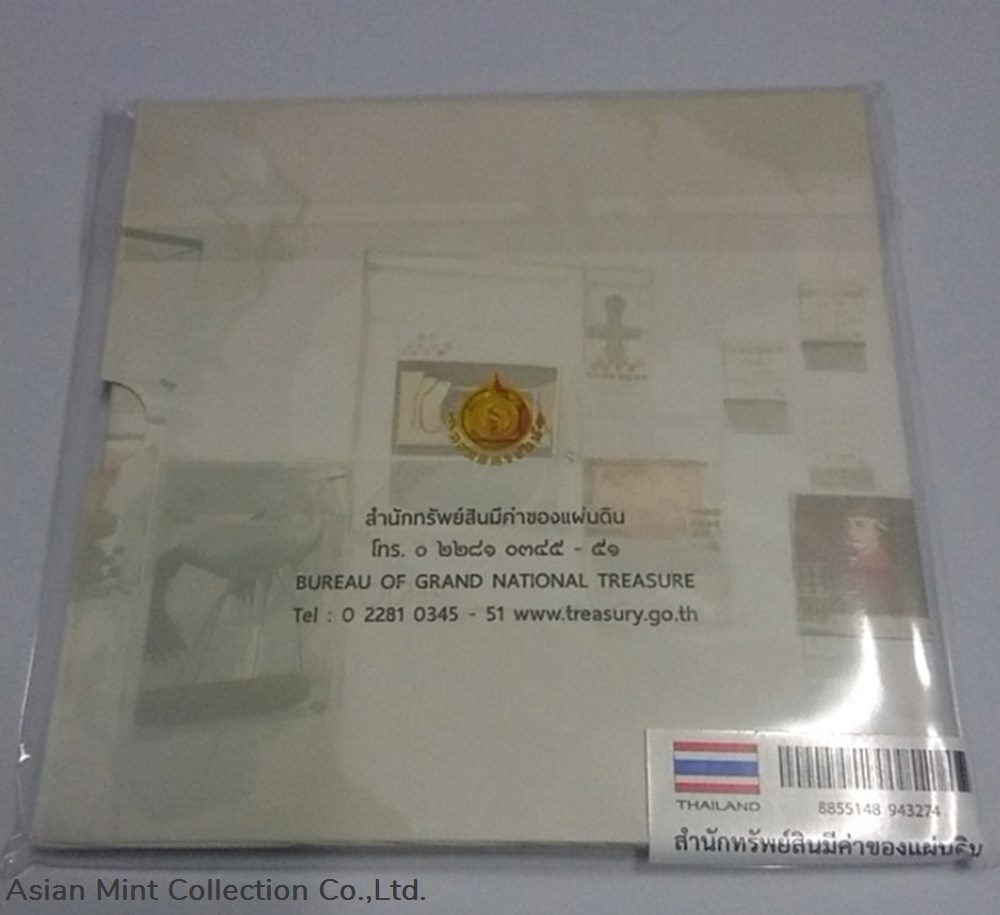 สำนักทรัพย์สินมีค่าของแผ่นดิน
โทร. ๐ ๒๒๘๑ ๐๓๔๕ - ๕๑
BUREAU OF GRAND NATIONAL TREASURE
Tel : 0 2281 0345 - 51 www.treasury.go.th
THAILAND
8855148 943274
สำนักทรัพย์สินมีค่าของแผ่นดิน
Asian Mint Collection Co.,Ltd.